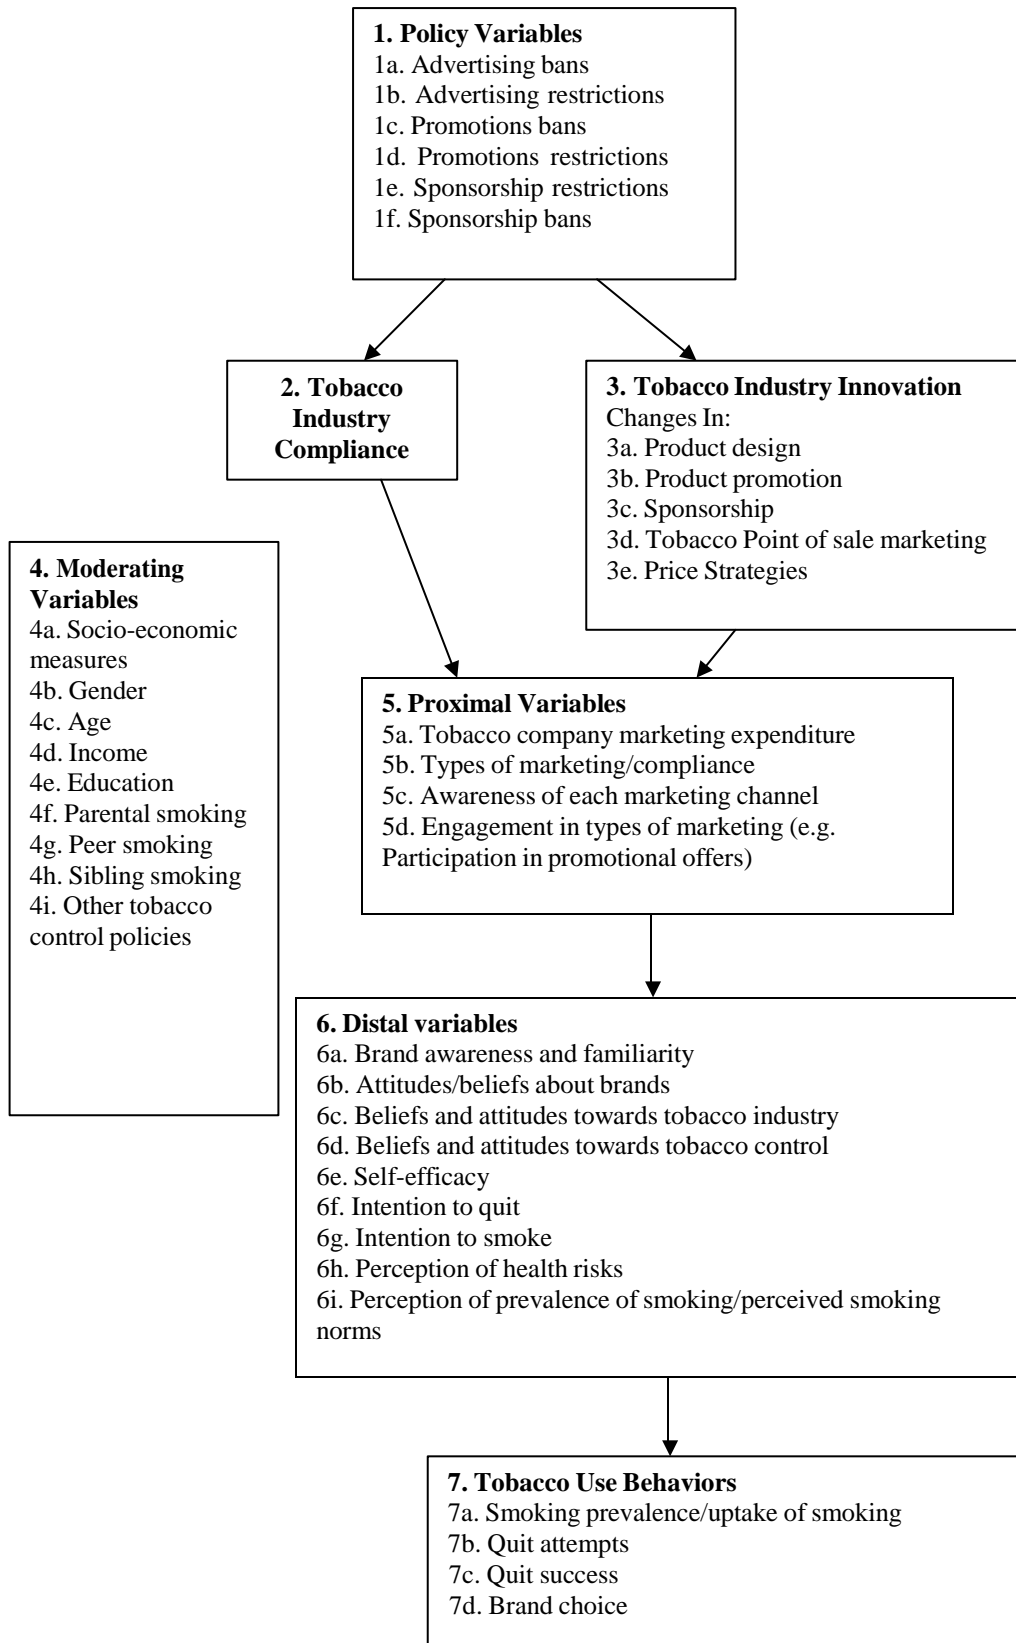 1. Policy Variables
1a. Advertising bans
1b. Advertising restrictions
1c. Promotions bans
1d. Promotions restrictions
1e. Sponsorship restrictions
1f. Sponsorship bans
2. Tobacco
Industry
Compliance
3. Tobacco Industry Innovation
Changes In:
3a. Product design
3b. Product promotion
3c. Sponsorship
3d. Tobacco Point of sale marketing
3e. Price Strategies
4. Moderating
Variables
4a. Socio-economic
measures
4b. Gender
4c. Age
4d. Income
4e. Education
4f. Parental smoking
4g. Peer smoking
4h. Sibling smoking
4i. Other tobacco
control policies
5. Proximal Variables
5a. Tobacco company marketing expenditure
5b. Types of marketing/compliance
5c. Awareness of each marketing channel
5d. Engagement in types of marketing (e.g.
Participation in promotional offers)
6. Distal variables
6a. Brand awareness and familiarity
6b. Attitudes/beliefs about brands
6c. Beliefs and attitudes towards tobacco industry
6d. Beliefs and attitudes towards tobacco control
6e. Self-efficacy
6f. Intention to quit
6g. Intention to smoke
6h. Perception of health risks
6i. Perception of prevalence of smoking/perceived smoking
norms
7. Tobacco Use Behaviors
7a. Smoking prevalence/uptake of smoking
7b. Quit attempts
7c. Quit success
7d. Brand choice